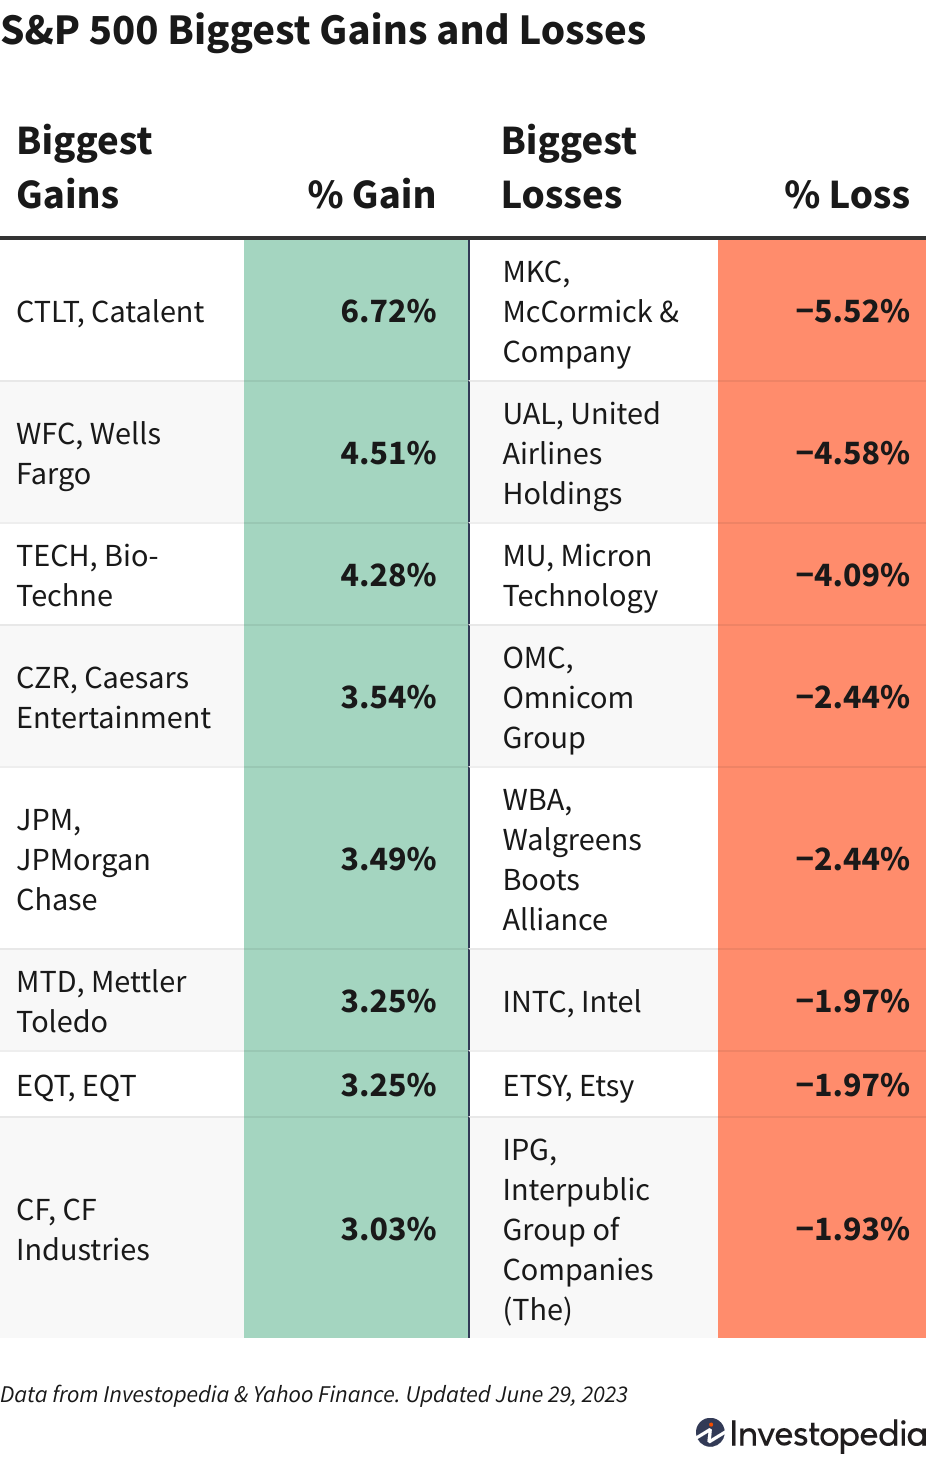 S&P 500 Biggest Gains and Losses
Biggest
Gains
% Gain
Biggest
Losses
% Loss
CTLT, Catalent
6.72%
MKC,
McCormick &
Company
−5.52%
WFC, Wells
Fargo
4.51%
UAL, United
Airlines
Holdings
−4.58%
TECH, Bio-
Techne
4.28%
MU, Micron
Technology
−4.09%
CZR, Caesars
Entertainment
3.54%
OMC,
Omnicom
Group
−2.44%
JPM,
JPMorgan
Chase
3.49%
WBA,
Walgreens
Boots
Alliance
−2.44%
MTD, Mettler
Toledo
3.25%
INTC, Intel
−1.97%
EQT, EQT
3.25%
ETSY, Etsy
−1.97%
CF, CF
Industries
3.03%
IPG,
Interpublic
Group of
Companies
(The)
−1.93%
Data from Investopedia & Yahoo Finance. Updated June 29, 2023
Investopedia